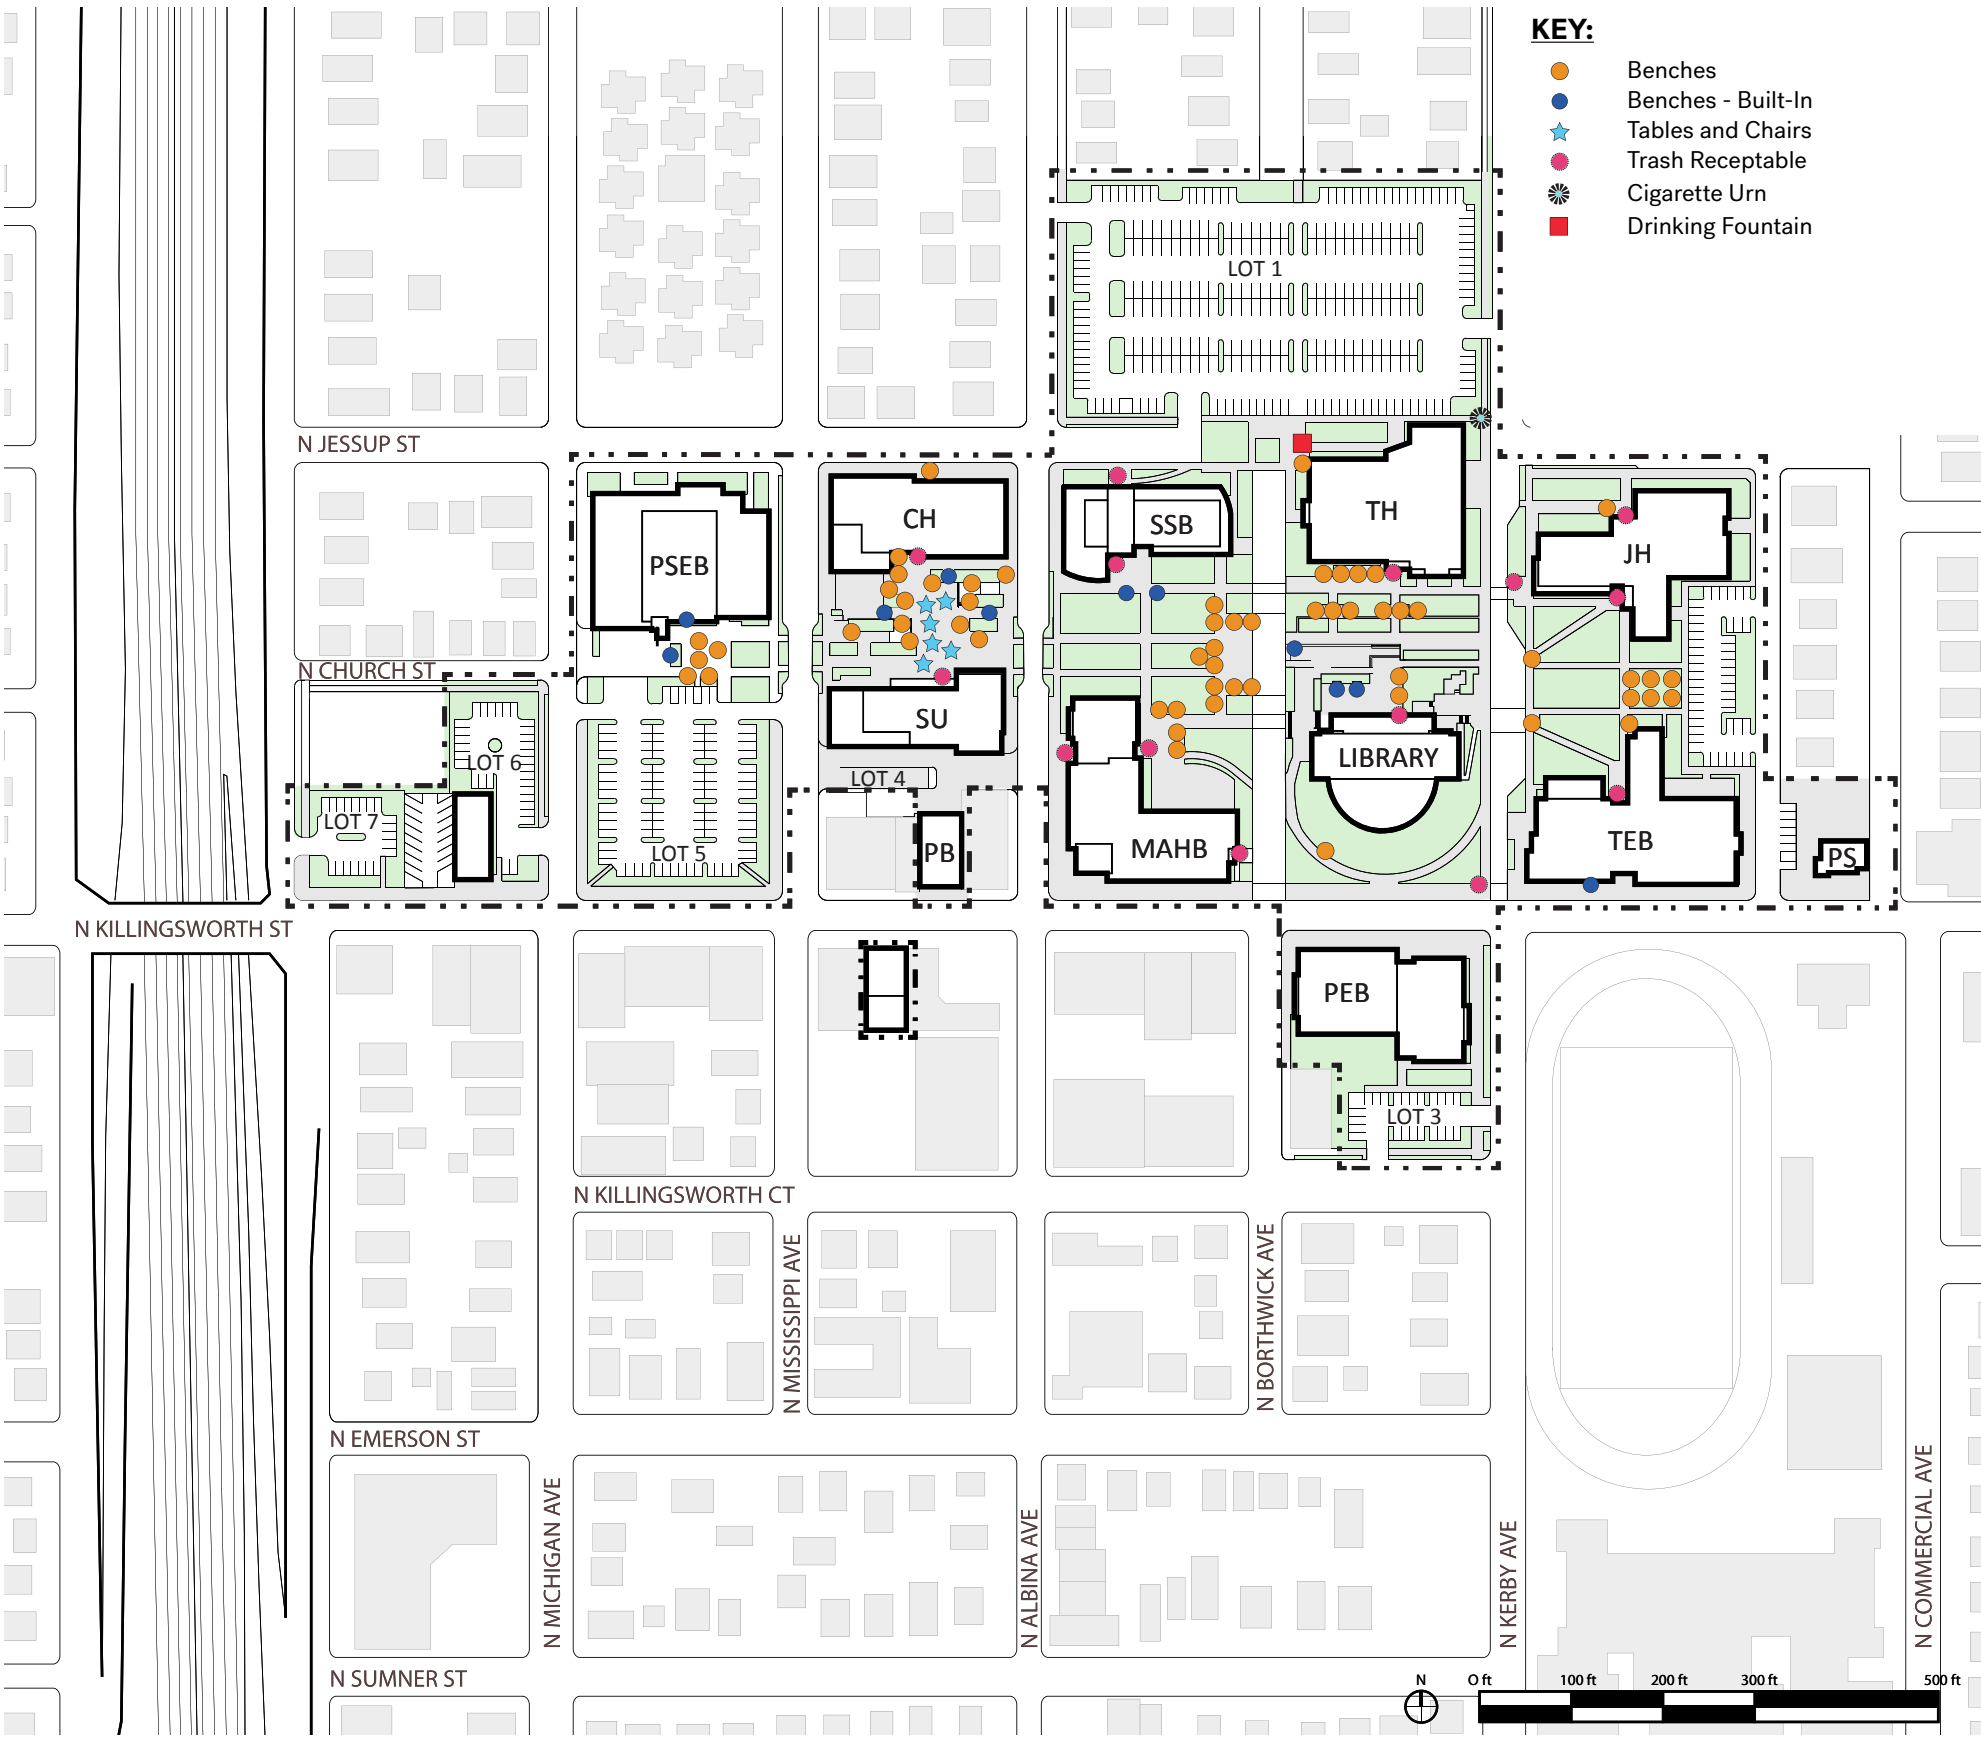 KEY:
Benches
Benches - Built-In
Tables and Chairs
Trash Receptable
Cigarette Urn
Drinking Fountain
LOT 1
N JESSUP ST
CH
SSB
TH
JH
PSEB
N CHURCH ST
SU
LOT 6
LIBRARY
LOT 4
LOT 7
LOT 5
PB
MAHB
TEB
PS
N KILLINGSWORTH ST
PEB
LOT 3
N KILLINGSWORTH CT
N MISSISSIPPI AVE
N BORTHWICK AVE
N EMERSON ST
N MICHIGAN AVE
N ALBINA AVE
N KERBY AVE
N COMMERCIAL AVE
N SUMNER ST
N
O ft 100 ft 200 ft 300 ft 500 ft